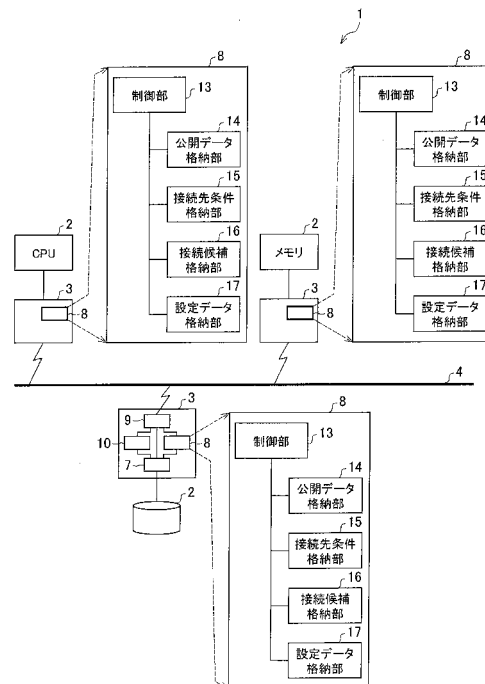 1
8
制御部
13
14
公開データ
格納部
15
接続先条件
格納部
16
接続候補
格納部
17
設定データ
格納部
2
CPU
3
8
8
制御部
13
14
公開データ
格納部
15
接続先条件
格納部
16
接続候補
格納部
17
設定データ
格納部
2
メモリ
3
8
4
3
9
10
8
7
2
8
制御部
13
14
公開データ
格納部
15
接続先条件
格納部
16
接続候補
格納部
17
設定データ
格納部